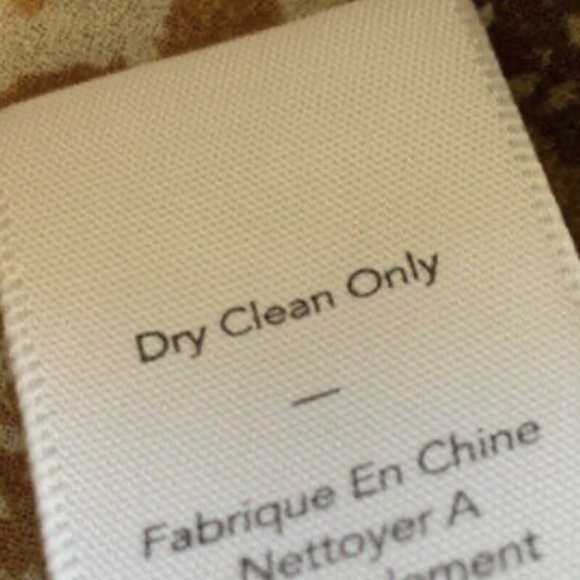 Dry Clean Only
—
Fabrique En Chine
Nettoyer A